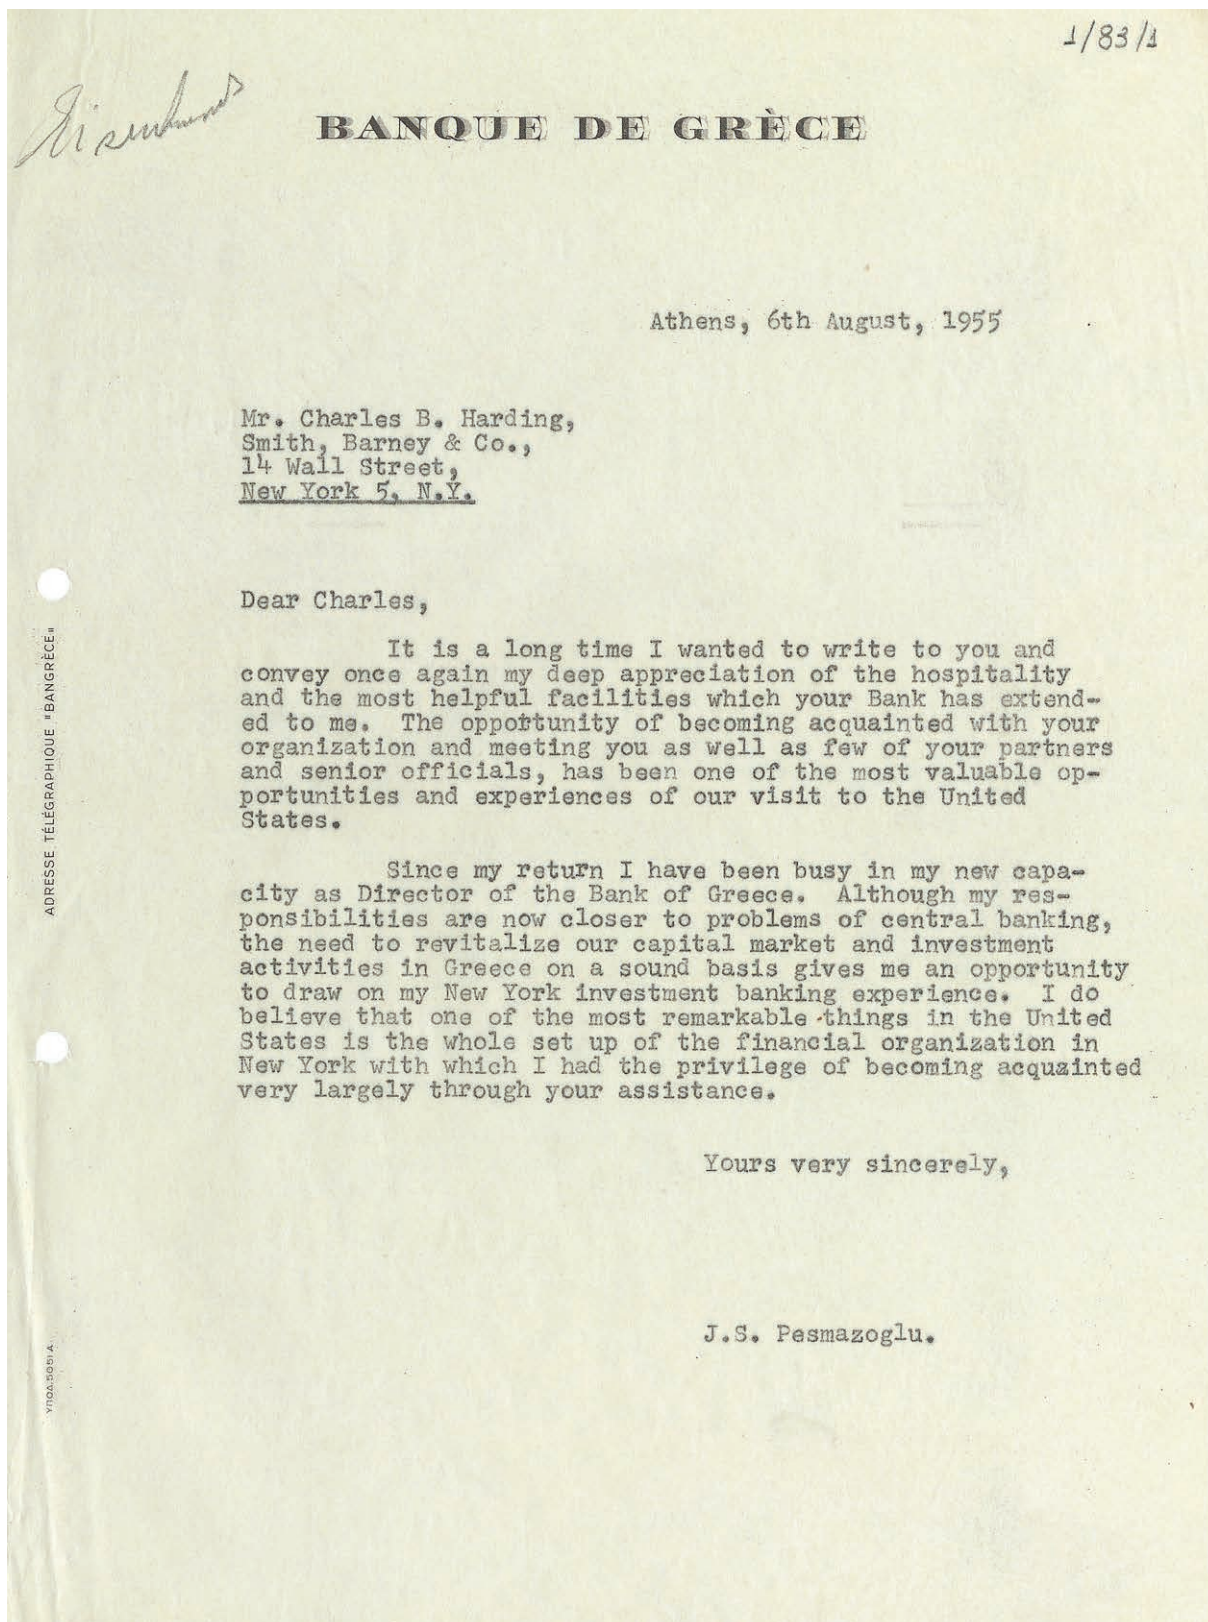 1/83/1
BANQUE DE GRÈCE
Athens, 6th August, 1955
Mr. Charles B. Harding,
Smith, Barney & Co.,
14 Wall Street,
New York 5, N.Y.
Dear Charles,
It is a long time I wanted to write to you and
convey once again my deep appreciation of the hospitality
and the most helpful facilities which your Bank has extend-
ed to me. The opportunity of becoming acquainted with your
organization and meeting you as well as few of your partners
and senior officials, has been one of the most valuable op-
portunities and experiences of our visit to the United
States.
Since my return I have been busy in my new capa-
city as Director of the Bank of Greece. Although my res-
ponsibilities are now closer to problems of central banking,
the need to revitalize our capital market and investment
activities in Greece on a sound basis gives me an opportunity
to draw on my New York investment banking experience. I do
believe that one of the most remarkable things in the United
States is the whole set up of the financial organization in
New York with which I had the privilege of becoming acquainted
very largely through your assistance.
Yours very sincerely,
J.S. Pesmazoglu.
ADRESSE TÉLÉGRAPHIQUE "BANGRÈCE"
ΥΠΟΔ. 5051 Α.